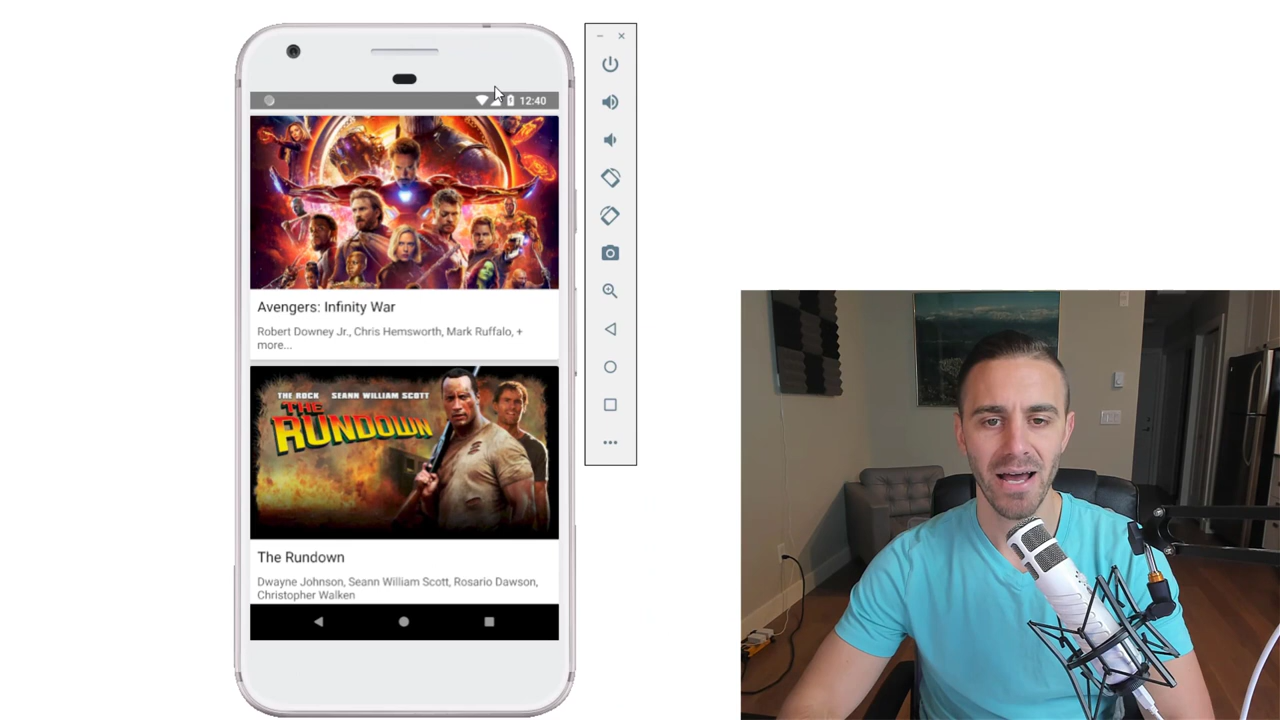 12:40
Avengers: Infinity War
Robert Downey Jr., Chris Hemsworth, Mark Ruffalo, +
more...
THE ROCK SEANN WILLIAM SCOTT
THE
RUNDOWN
The Rundown
Dwayne Johnson, Seann William Scott, Rosario Dawson,
Christopher Walken